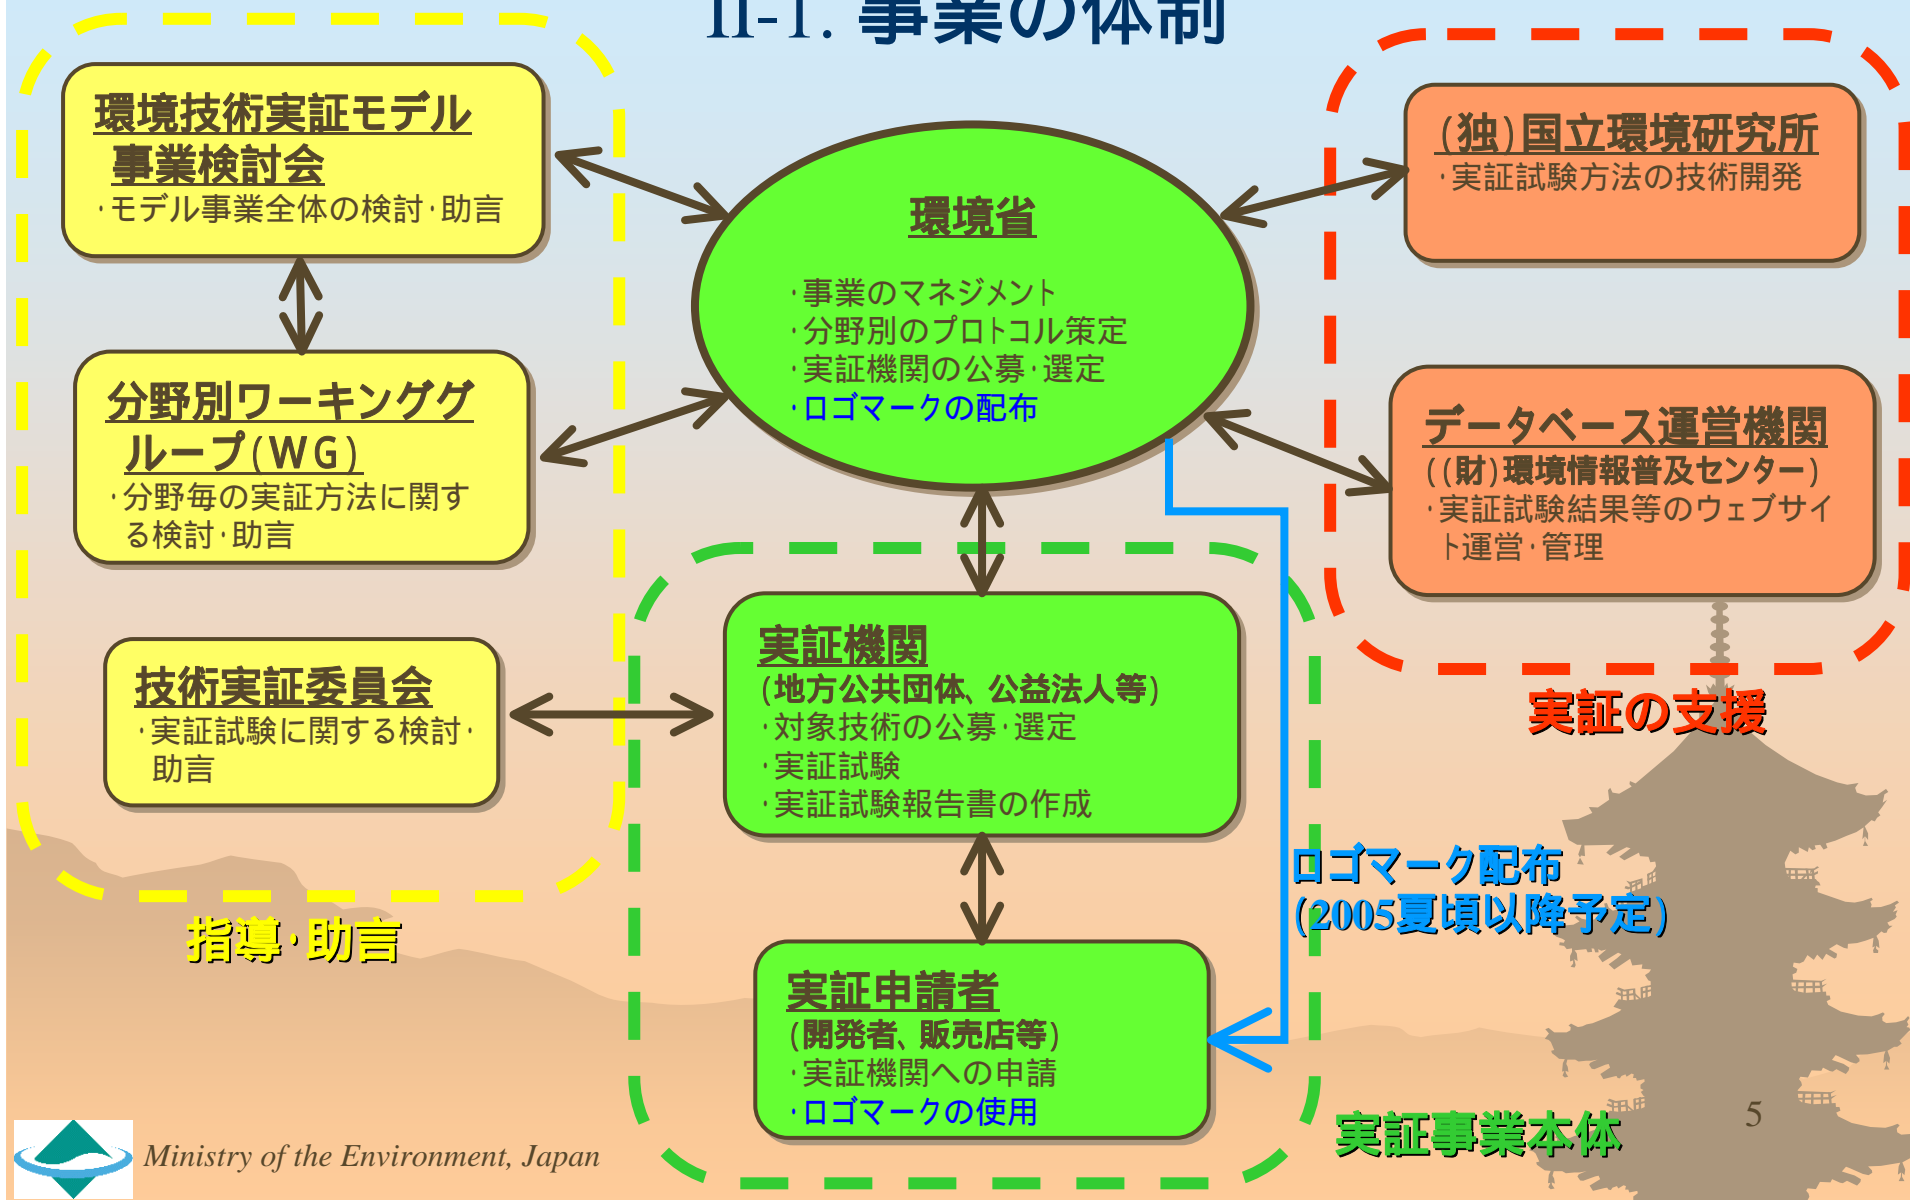 II-1. 事業の体制
環境技術実証モデル
事業検討会
・モデル事業全体の検討・助言
分野別ワーキンググ
ループ(WG)
・分野毎の実証方法に関す
る検討・助言
技術実証委員会
・実証試験に関する検討・
助言
指導・助言
環境省
・事業のマネジメント
・分野別のプロトコル策定
・実証機関の公募・選定
・ロゴマークの配布
実証機関
(地方公共団体、公益法人等)
・対象技術の公募・選定
・実証試験
・実証試験報告書の作成
実証申請者
(開発者、販売店等)
・実証機関への申請
・ロゴマークの使用
(独)国立環境研究所
・実証試験方法の技術開発
データベース運営機関
((財)環境情報普及センター)
・実証試験結果等のウェブサイ
ト運営・管理
実証の支援
ロゴマーク配布
(2005夏頃以降予定)
実証事業本体
5
Ministry of the Environment, Japan